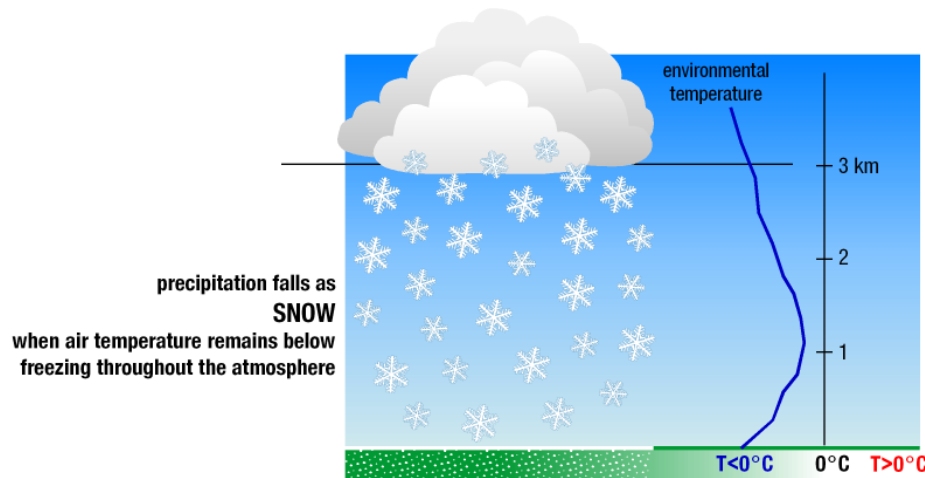 environmental
temperature
3 km
2
precipitation falls as
SNOW
when air temperature remains below
freezing throughout the atmosphere
1
T<0°C 0°C T>0°C